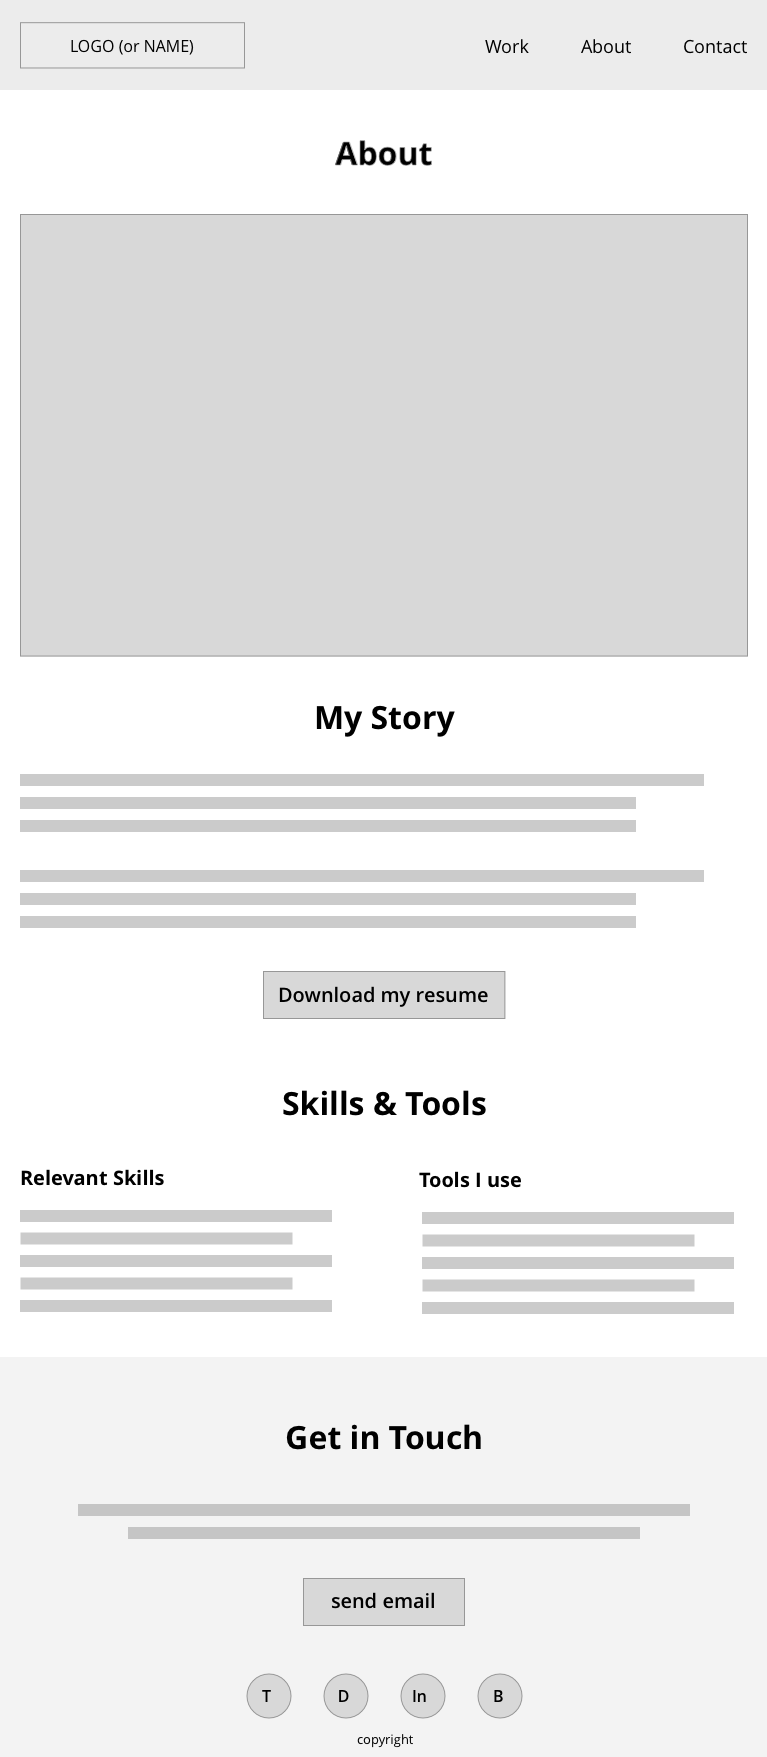 LOGO (or NAME)
Work About Contact
About
My Story
Download my resume
Skills & Tools
Relevant Skills
Tools I use
Get in Touch
send email
T D In B
copyright